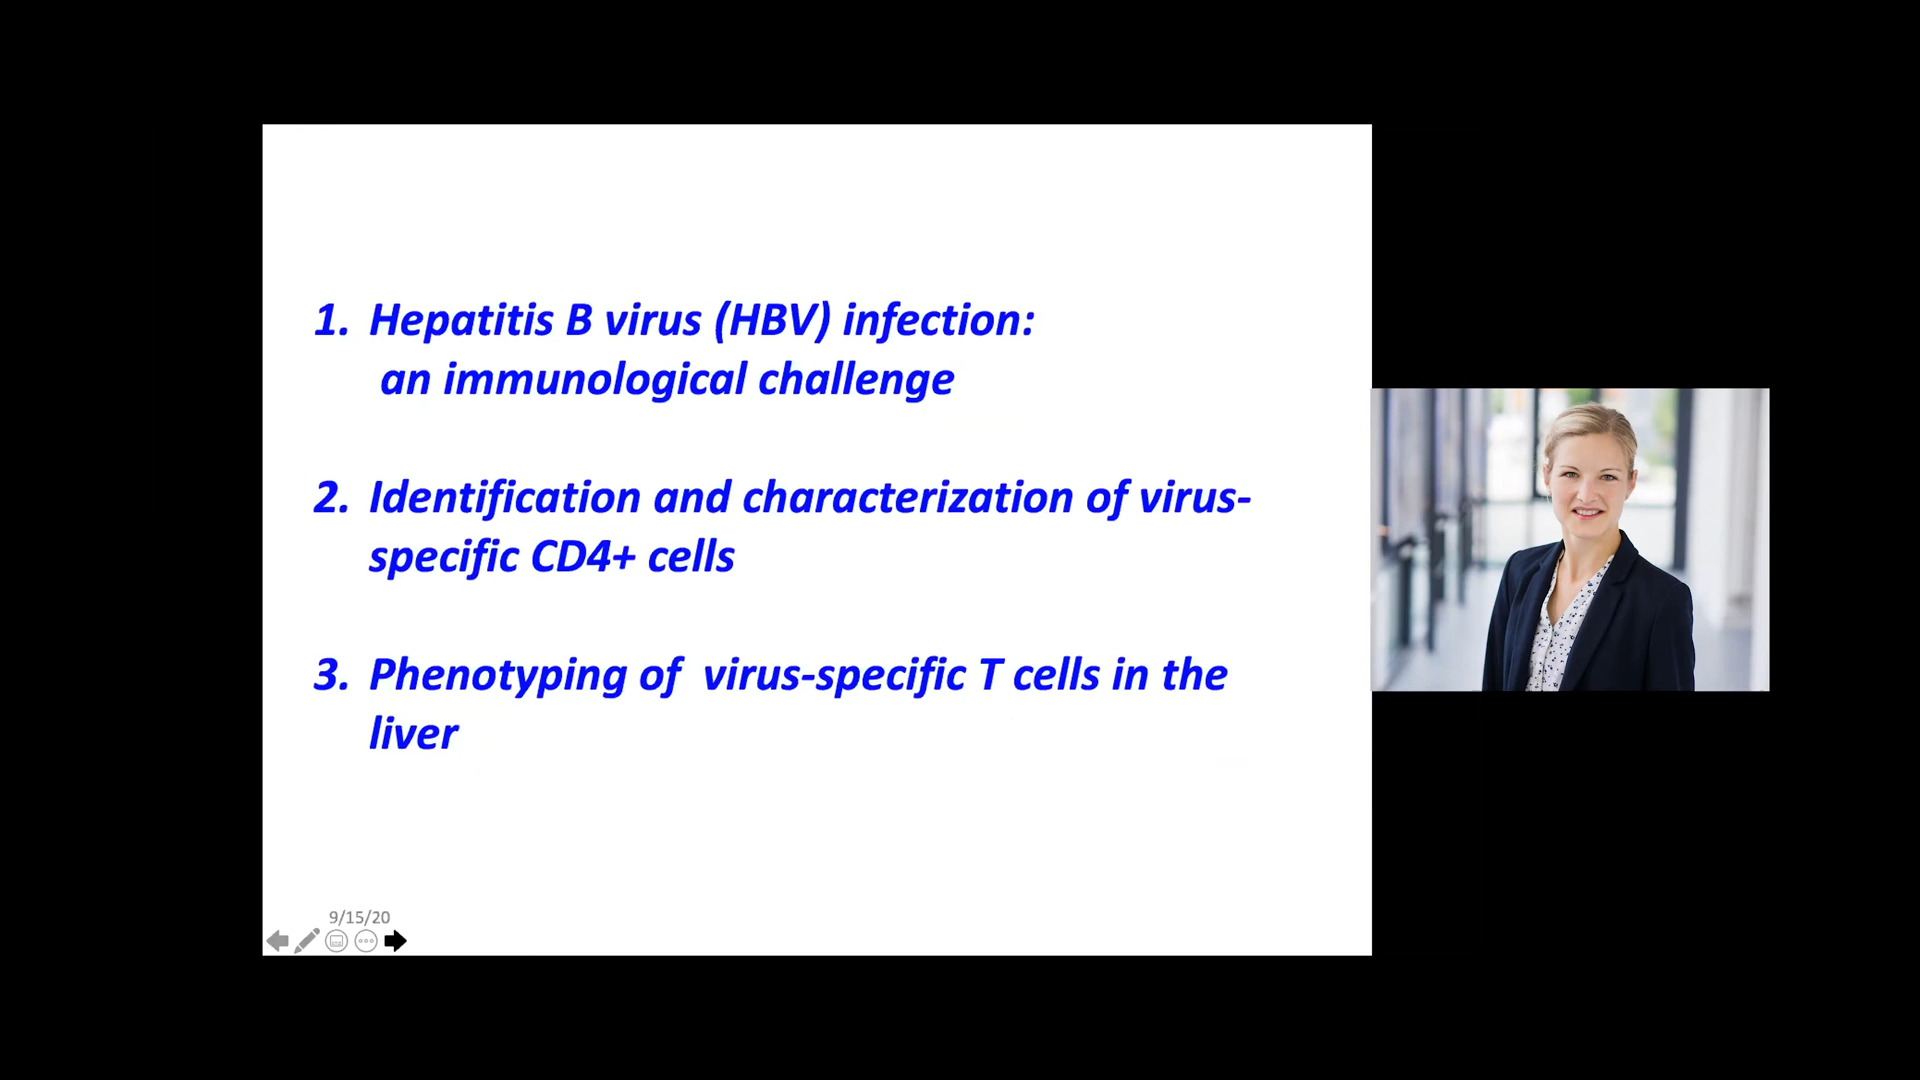 1. Hepatitis B virus (HBV) infection:
an immunological challenge
2. Identification and characterization of virus-
specific CD4+ cells
3. Phenotyping of  virus-specific T cells in the
liver
9/15/20